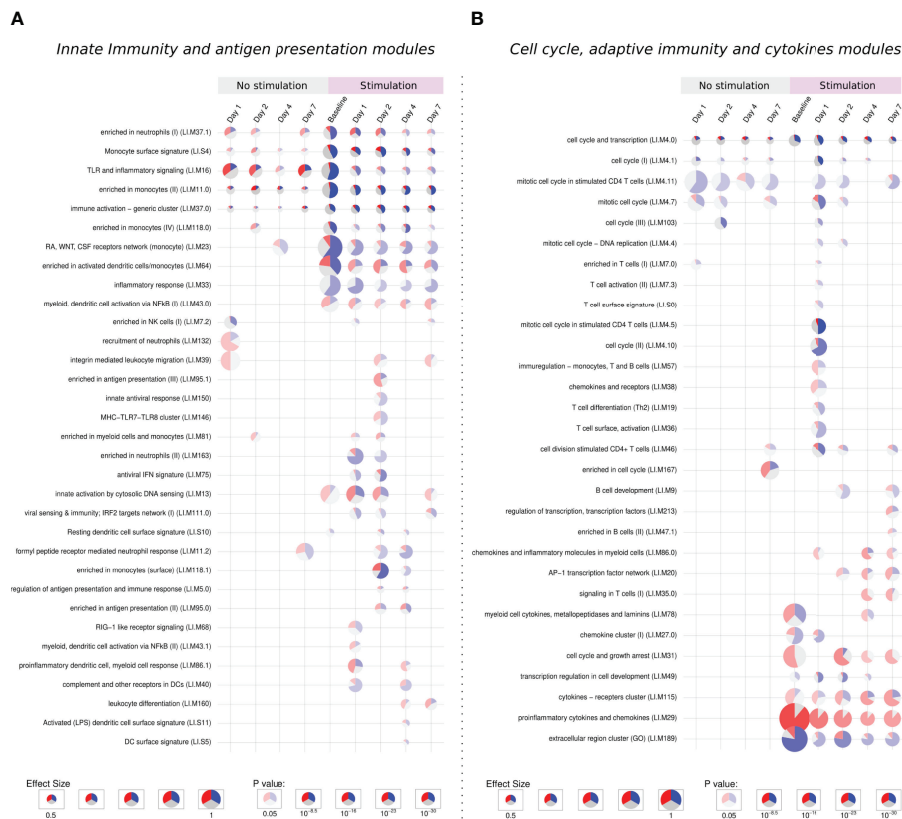 A
Innate Immunity and antigen presentation modules
No stimulation Stimulation
Day 1 Day 2 Day 4 Day 7 Baseline Day 1 Day 2 Day 4 Day 7
enriched in neutrophils (I) (LI.M37.1)
Monocyte surface signature (LI.S4)
TLR and inflammatory signaling (LI.M16)
enriched in monocytes (II) (LI.M11.0)
immune activation − generic cluster (LI.M37.0)
enriched in monocytes (IV) (LI.M118.0)
RA, WNT, CSF receptors network (monocyte) (LI.M23)
enriched in activated dendritic cells/monocytes (LI.M64)
inflammatory response (LI.M33)
myeloid, dendritic cell activation via NFkB (I) (LI.M43.0)
enriched in NK cells (I) (LI.M7.2)
recruitment of neutrophils (LI.M132)
integrin mediated leukocyte migration (LI.M39)
enriched in antigen presentation (III) (LI.M95.1)
innate antiviral response (LI.M150)
MHC−TLR7−TLR8 cluster (LI.M146)
enriched in myeloid cells and monocytes (LI.M81)
enriched in neutrophils (II) (LI.M163)
antiviral IFN signature (LI.M75)
innate activation by cytosolic DNA sensing (LI.M13)
viral sensing & immunity; IRF2 targets network (I) (LI.M111.0)
Resting dendritic cell surface signature (LI.S10)
formyl peptide receptor mediated neutrophil response (LI.M11.2)
enriched in monocytes (surface) (LI.M118.1)
regulation of antigen presentation and immune response (LI.M5.0)
enriched in antigen presentation (II) (LI.M95.0)
RIG−1 like receptor signaling (LI.M68)
myeloid, dendritic cell activation via NFkB (II) (LI.M43.1)
proinflammatory dendritic cell, myeloid cell response (LI.M86.1)
complement and other receptors in DCs (LI.M40)
leukocyte differentiation (LI.M160)
Activated (LPS) dendritic cell surface signature (LI.S11)
DC surface signature (LI.S5)
Effect Size P value:
0.5 1 0.05 10−8.5 10−16 10−23 10−30
B
Cell cycle, adaptive immunity and cytokines modules
No stimulation Stimulation
Day 1 Day 2 Day 4 Day 7 Baseline Day 1 Day 2 Day 4 Day 7
cell cycle and transcription (LI.M4.0)
cell cycle (I) (LI.M4.1)
mitotic cell cycle in stimulated CD4 T cells (LI.M4.11)
mitotic cell cycle (LI.M4.7)
cell cycle (III) (LI.M103)
mitotic cell cycle − DNA replication (LI.M4.4)
enriched in T cells (I) (LI.M7.0)
T cell activation (II) (LI.M7.3)
T cell surface signature (LI.S0)
mitotic cell cycle in stimulated CD4 T cells (LI.M4.5)
cell cycle (II) (LI.M4.10)
immuregulation − monocytes, T and B cells (LI.M57)
chemokines and receptors (LI.M38)
T cell differentiation (Th2) (LI.M19)
T cell surface, activation (LI.M36)
cell division stimulated CD4+ T cells (LI.M46)
enriched in cell cycle (LI.M167)
B cell development (LI.M9)
regulation of transcription, transcription factors (LI.M213)
enriched in B cells (II) (LI.M47.1)
chemokines and inflammatory molecules in myeloid cells (LI.M86.0)
AP−1 transcription factor network (LI.M20)
signaling in T cells (I) (LI.M35.0)
myeloid cell cytokines, metallopeptidases and laminins (LI.M78)
chemokine cluster (I) (LI.M27.0)
cell cycle and growth arrest (LI.M31)
transcription regulation in cell development (LI.M49)
cytokines − recepters cluster (LI.M115)
proinflammatory cytokines and chemokines (LI.M29)
extracellular region cluster (GO) (LI.M189)
Effect Size P value:
0.5 1 0.05 10−8.5 10−11 10−23 10−30